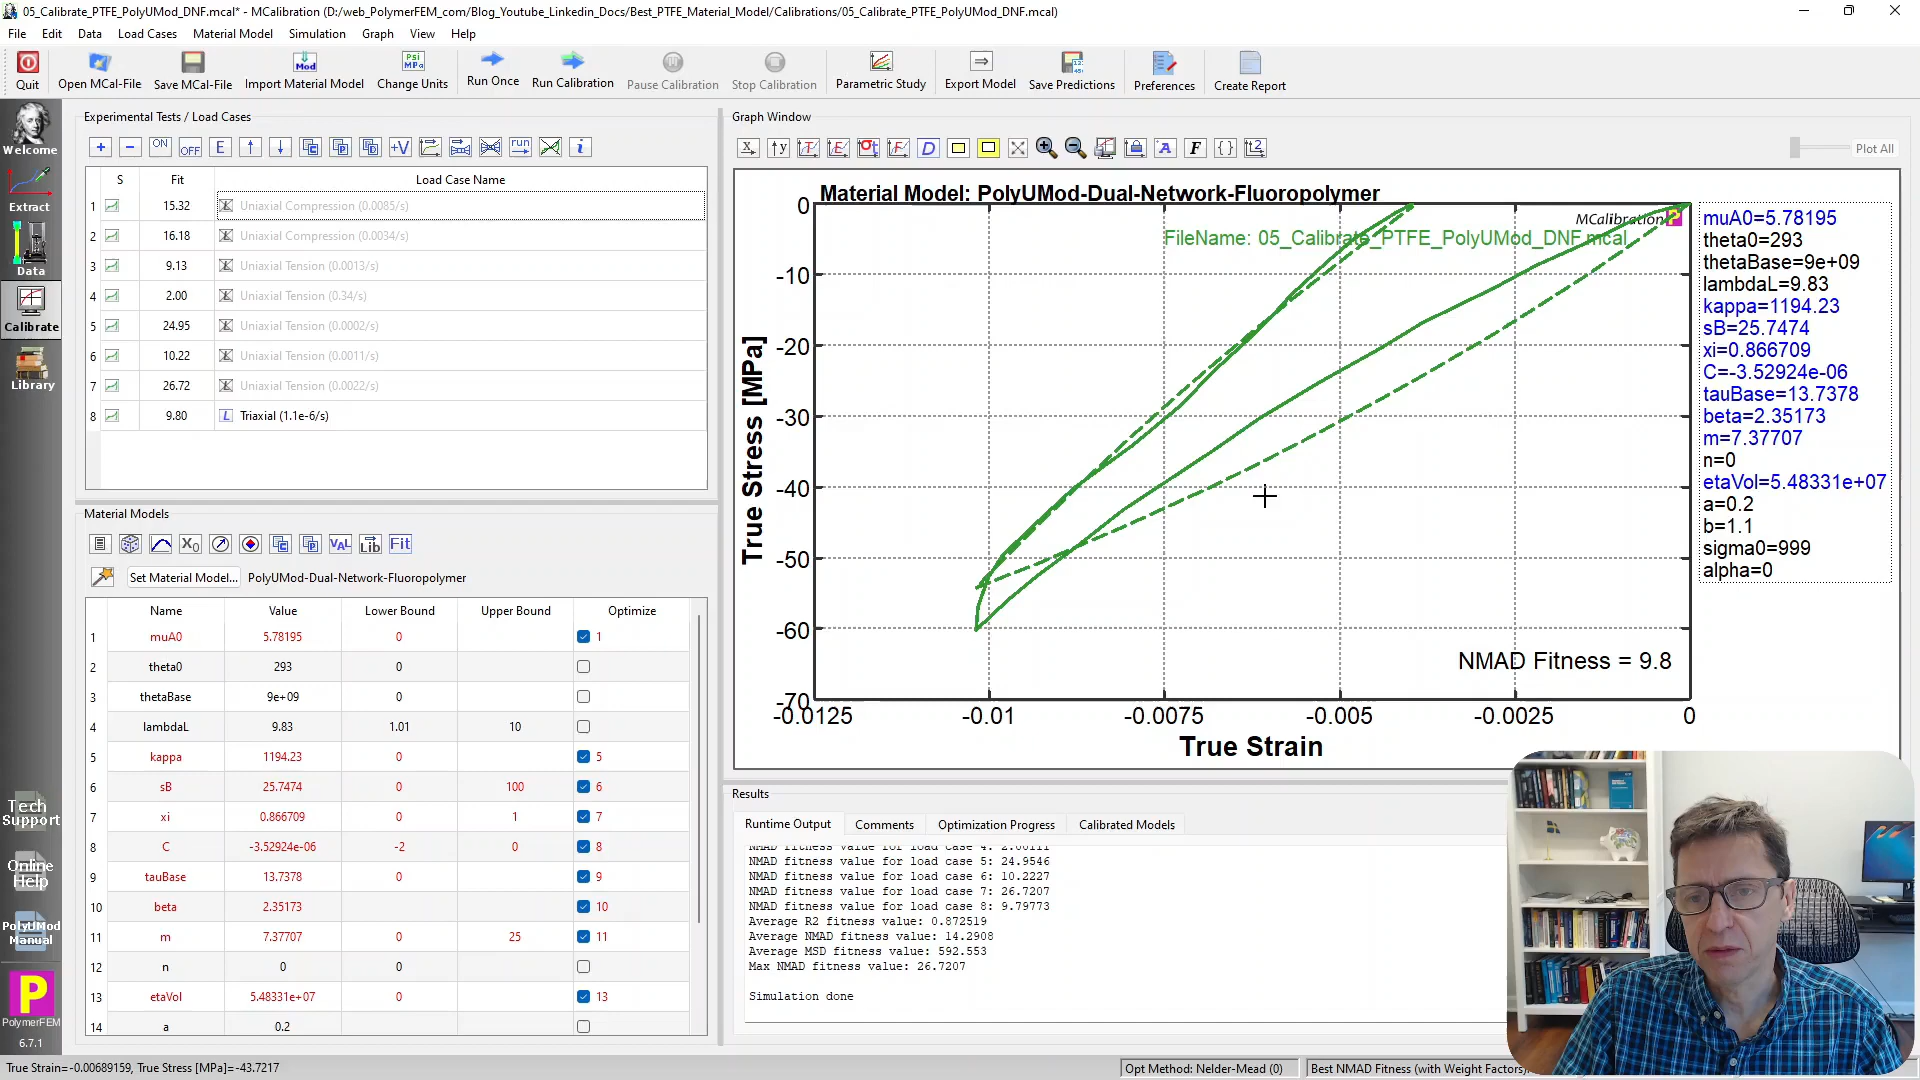 05_Calibrate_PTFE_PolyUMod_DNF.mcal* - MCalibration (D:/web_PolymerFEM_com/Blog_Youtube_Linkedin_Docs/Best_PTFE_Material_Model/Calibrations/05_Calibrate_PTFE_PolyUMod_DNF.mcal)
File Edit Data Load Cases Material Model Simulation Graph View Help
Quit Open MCal-File Save MCal-File Import Material Model Change Units Run Once Run Calibration Pause Calibration Stop Calibration Parametric Study Export Model Save Predictions Preferences Create Report
Welcome
Extract
Data
Calibrate
Library
Tech Support
Online Help
PolyUMod Manual
PolymerFEM
6.7.1
Experimental Tests / Load Cases
ON OFF E +V run i
S Fit Load Case Name
1 15.32 Uniaxial Compression (0.0085/s)
2 16.18 Uniaxial Compression (0.0034/s)
3 9.13 Uniaxial Tension (0.0013/s)
4 2.00 Uniaxial Tension (0.34/s)
5 24.95 Uniaxial Tension (0.0002/s)
6 10.22 Uniaxial Tension (0.0011/s)
7 26.72 Uniaxial Tension (0.0022/s)
8 9.80 L Triaxial (1.1e-6/s)
Material Models
X0 VAL Lib Fit
Set Material Model... PolyUMod-Dual-Network-Fluoropolymer
Name Value Lower Bound Upper Bound Optimize
1 muA0 5.78195 0 1
2 theta0 293 0
3 thetaBase 9e+09 0
4 lambdaL 9.83 1.01 10
5 kappa 1194.23 0 5
6 sB 25.7474 0 100 6
7 xi 0.866709 0 1 7
8 C -3.52924e-06 -2 0 8
9 tauBase 13.7378 0 9
10 beta 2.35173 10
11 m 7.37707 0 25 11
12 n 0 0
13 etaVol 5.48331e+07 0 13
14 a 0.2
Graph Window
Plot All
Material Model: PolyUMod-Dual-Network-Fluoropolymer
MCalibration
FileName: 05_Calibrate_PTFE_PolyUMod_DNF.mcal
True Stress [MPa]
0
-10
-20
-30
-40
-50
-60
-70
-0.0125 -0.01 -0.0075 -0.005 -0.0025 0
True Strain
NMAD Fitness = 9.8
muA0=5.78195
theta0=293
thetaBase=9e+09
lambdaL=9.83
kappa=1194.23
sB=25.7474
xi=0.866709
C=-3.52924e-06
tauBase=13.7378
beta=2.35173
m=7.37707
n=0
etaVol=5.48331e+07
a=0.2
b=1.1
sigma0=999
alpha=0
Results
Runtime Output Comments Optimization Progress Calibrated Models
NMAD fitness value for load case 4: 2.00111
NMAD fitness value for load case 5: 24.9546
NMAD fitness value for load case 6: 10.2227
NMAD fitness value for load case 7: 26.7207
NMAD fitness value for load case 8: 9.79773
Average R2 fitness value: 0.872519
Average NMAD fitness value: 14.2908
Average MSD fitness value: 592.553
Max NMAD fitness value: 26.7207
Simulation done
True Strain=-0.00689159, True Stress [MPa]=-43.7217
Opt Method: Nelder-Mead (0) Best NMAD Fitness (with Weight Factors)